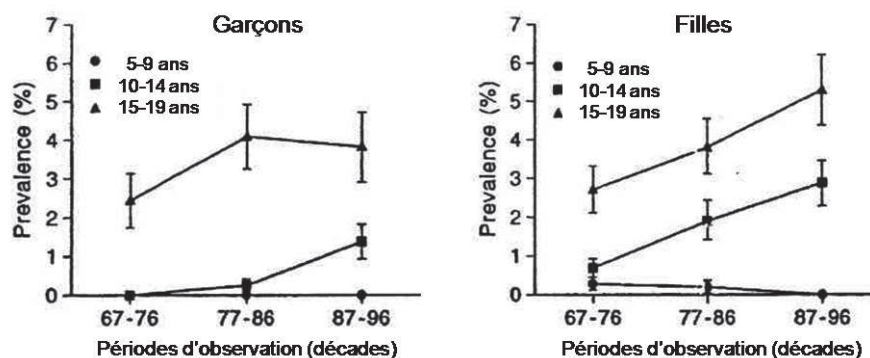 Garçons
7
6
5
4
3
2
1
0
Prevalence (%)
5-9 ans
10-14 ans
15-19 ans
67-76
77-86
87-96
Périodes d'observation (décades)
Filles
7
6
5
4
3
2
1
0
Prevalence (%)
5-9 ans
10-14 ans
15-19 ans
67-76
77-86
87-96
Périodes d'observation (décades)